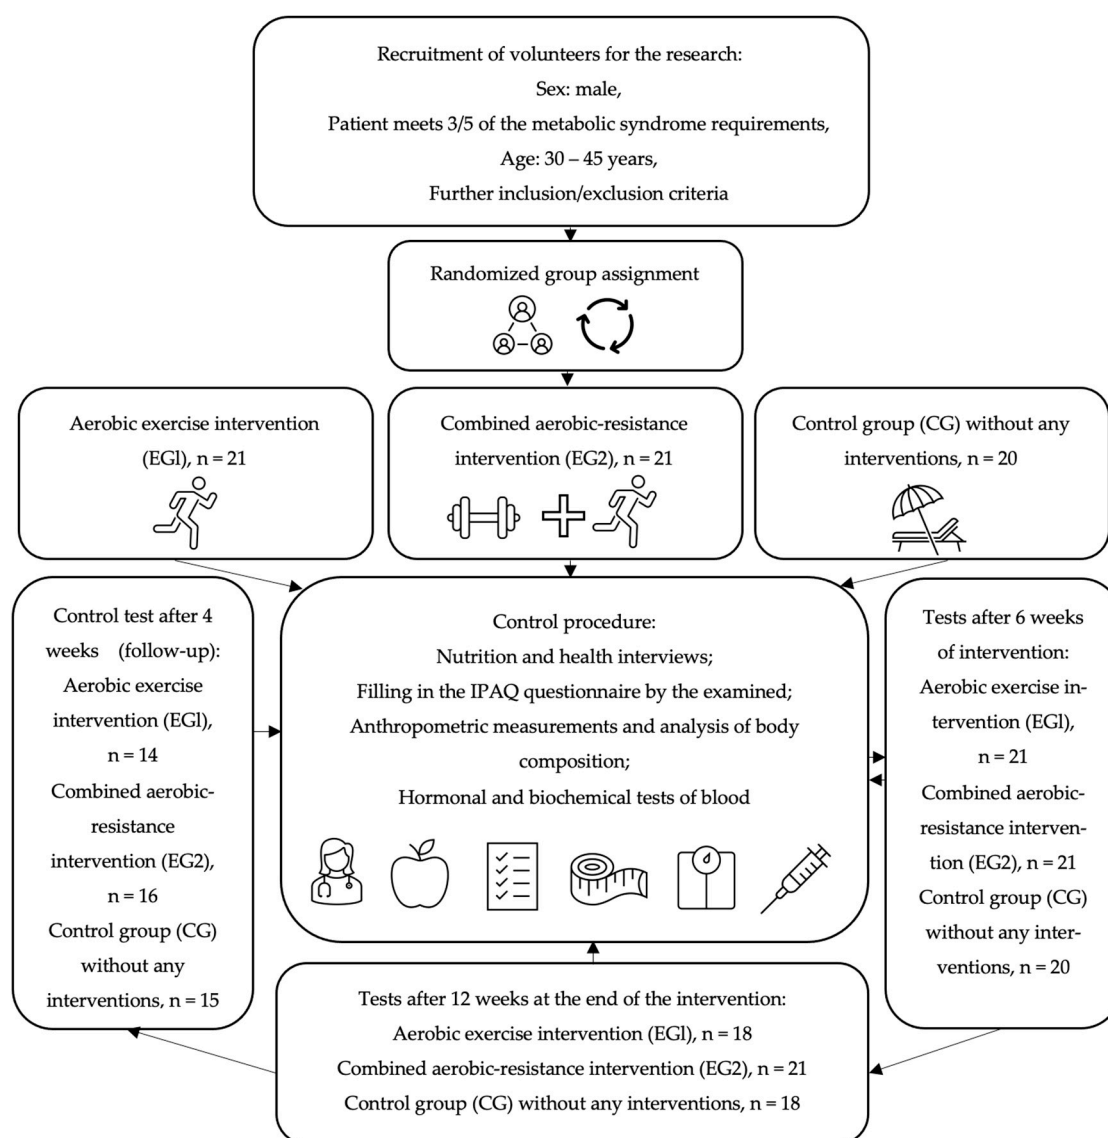 Recruitment of volunteers for the research:
Sex: male,
Patient meets 3/5 of the metabolic syndrome requirements,
Age: 30 – 45 years,
Further inclusion/exclusion criteria
Randomized group assignment
Aerobic exercise intervention
(EGl), n = 21
Combined aerobic-resistance
intervention (EG2), n = 21
Control group (CG) without any
interventions, n = 20
Control test after 4
weeks (follow-up):
Aerobic exercise
intervention (EGl),
n = 14
Combined aerobic-
resistance
intervention (EG2),
n = 16
Control group (CG)
without any
interventions, n = 15
Control procedure:
Nutrition and health interviews;
Filling in the IPAQ questionnaire by the examined;
Anthropometric measurements and analysis of body
composition;
Hormonal and biochemical tests of blood
Tests after 6 weeks
of intervention:
Aerobic exercise in-
tervention (EGl),
n = 21
Combined aerobic-
resistance interven-
tion (EG2), n = 21
Control group (CG)
without any inter-
ventions, n = 20
Tests after 12 weeks at the end of the intervention:
Aerobic exercise intervention (EGl), n = 18
Combined aerobic-resistance intervention (EG2), n = 21
Control group (CG) without any interventions, n = 18